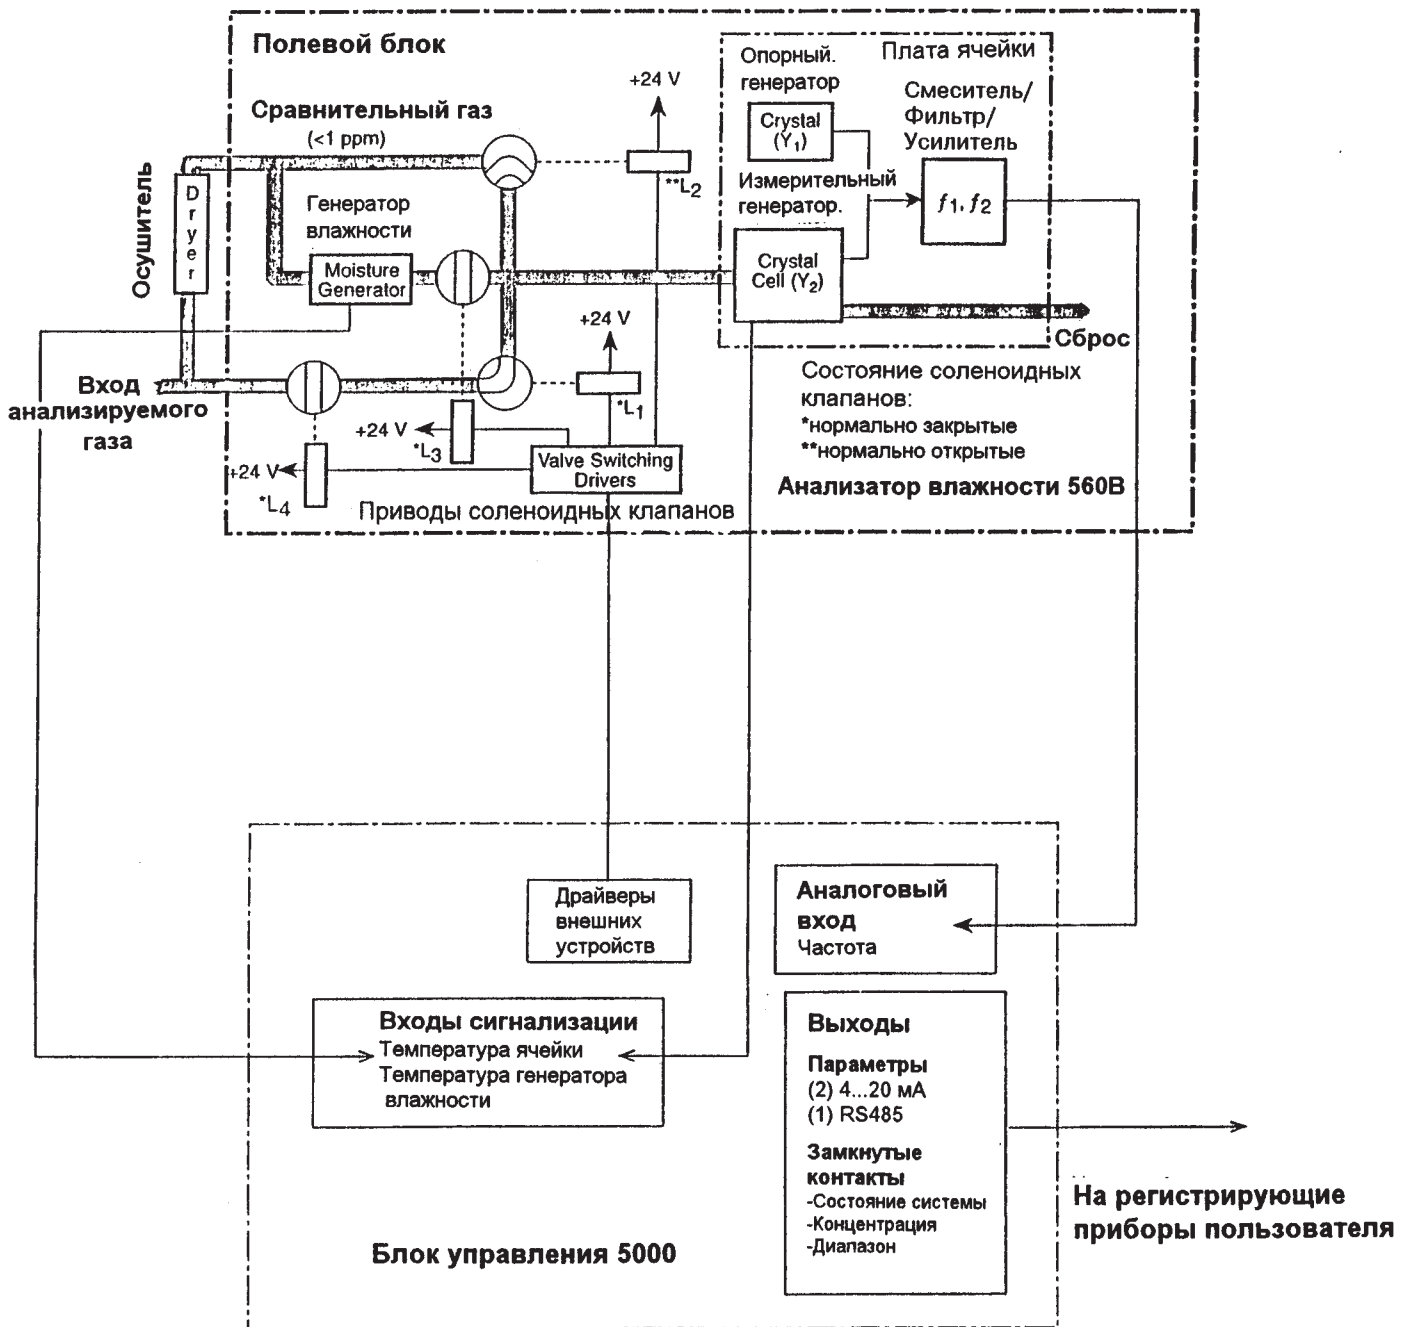 Полевой блок
Сравнительный газ
(<1 ppm)
+24 V
**L2
Опорный.
генератор
Плата ячейки
Crystal
(Y1)
Смеситель/
Фильтр/
Усилитель
Измерительный
генератор.
f1, f2
Crystal
Cell (Y2)
Сброс
Осушитель
Dryer
Генератор
влажности
Moisture
Generator
+24 V
*L1
Вход
анализируемого
газа
+24 V
*L3
+24 V
*L4
Valve Switching
Drivers
Приводы соленоидных клапанов
Состояние соленоидных
клапанов:
*нормально закрытые
**нормально открытые
Анализатор влажности 560В
Драйверы
внешних
устройств
Аналоговый
вход
Частота
Входы сигнализации
Температура ячейки
Температура генератора
влажности
Выходы
Параметры
(2) 4...20 мА
(1) RS485
Замкнутые
контакты
-Состояние системы
-Концентрация
-Диапазон
На регистрирующие
приборы пользователя
Блок управления 5000